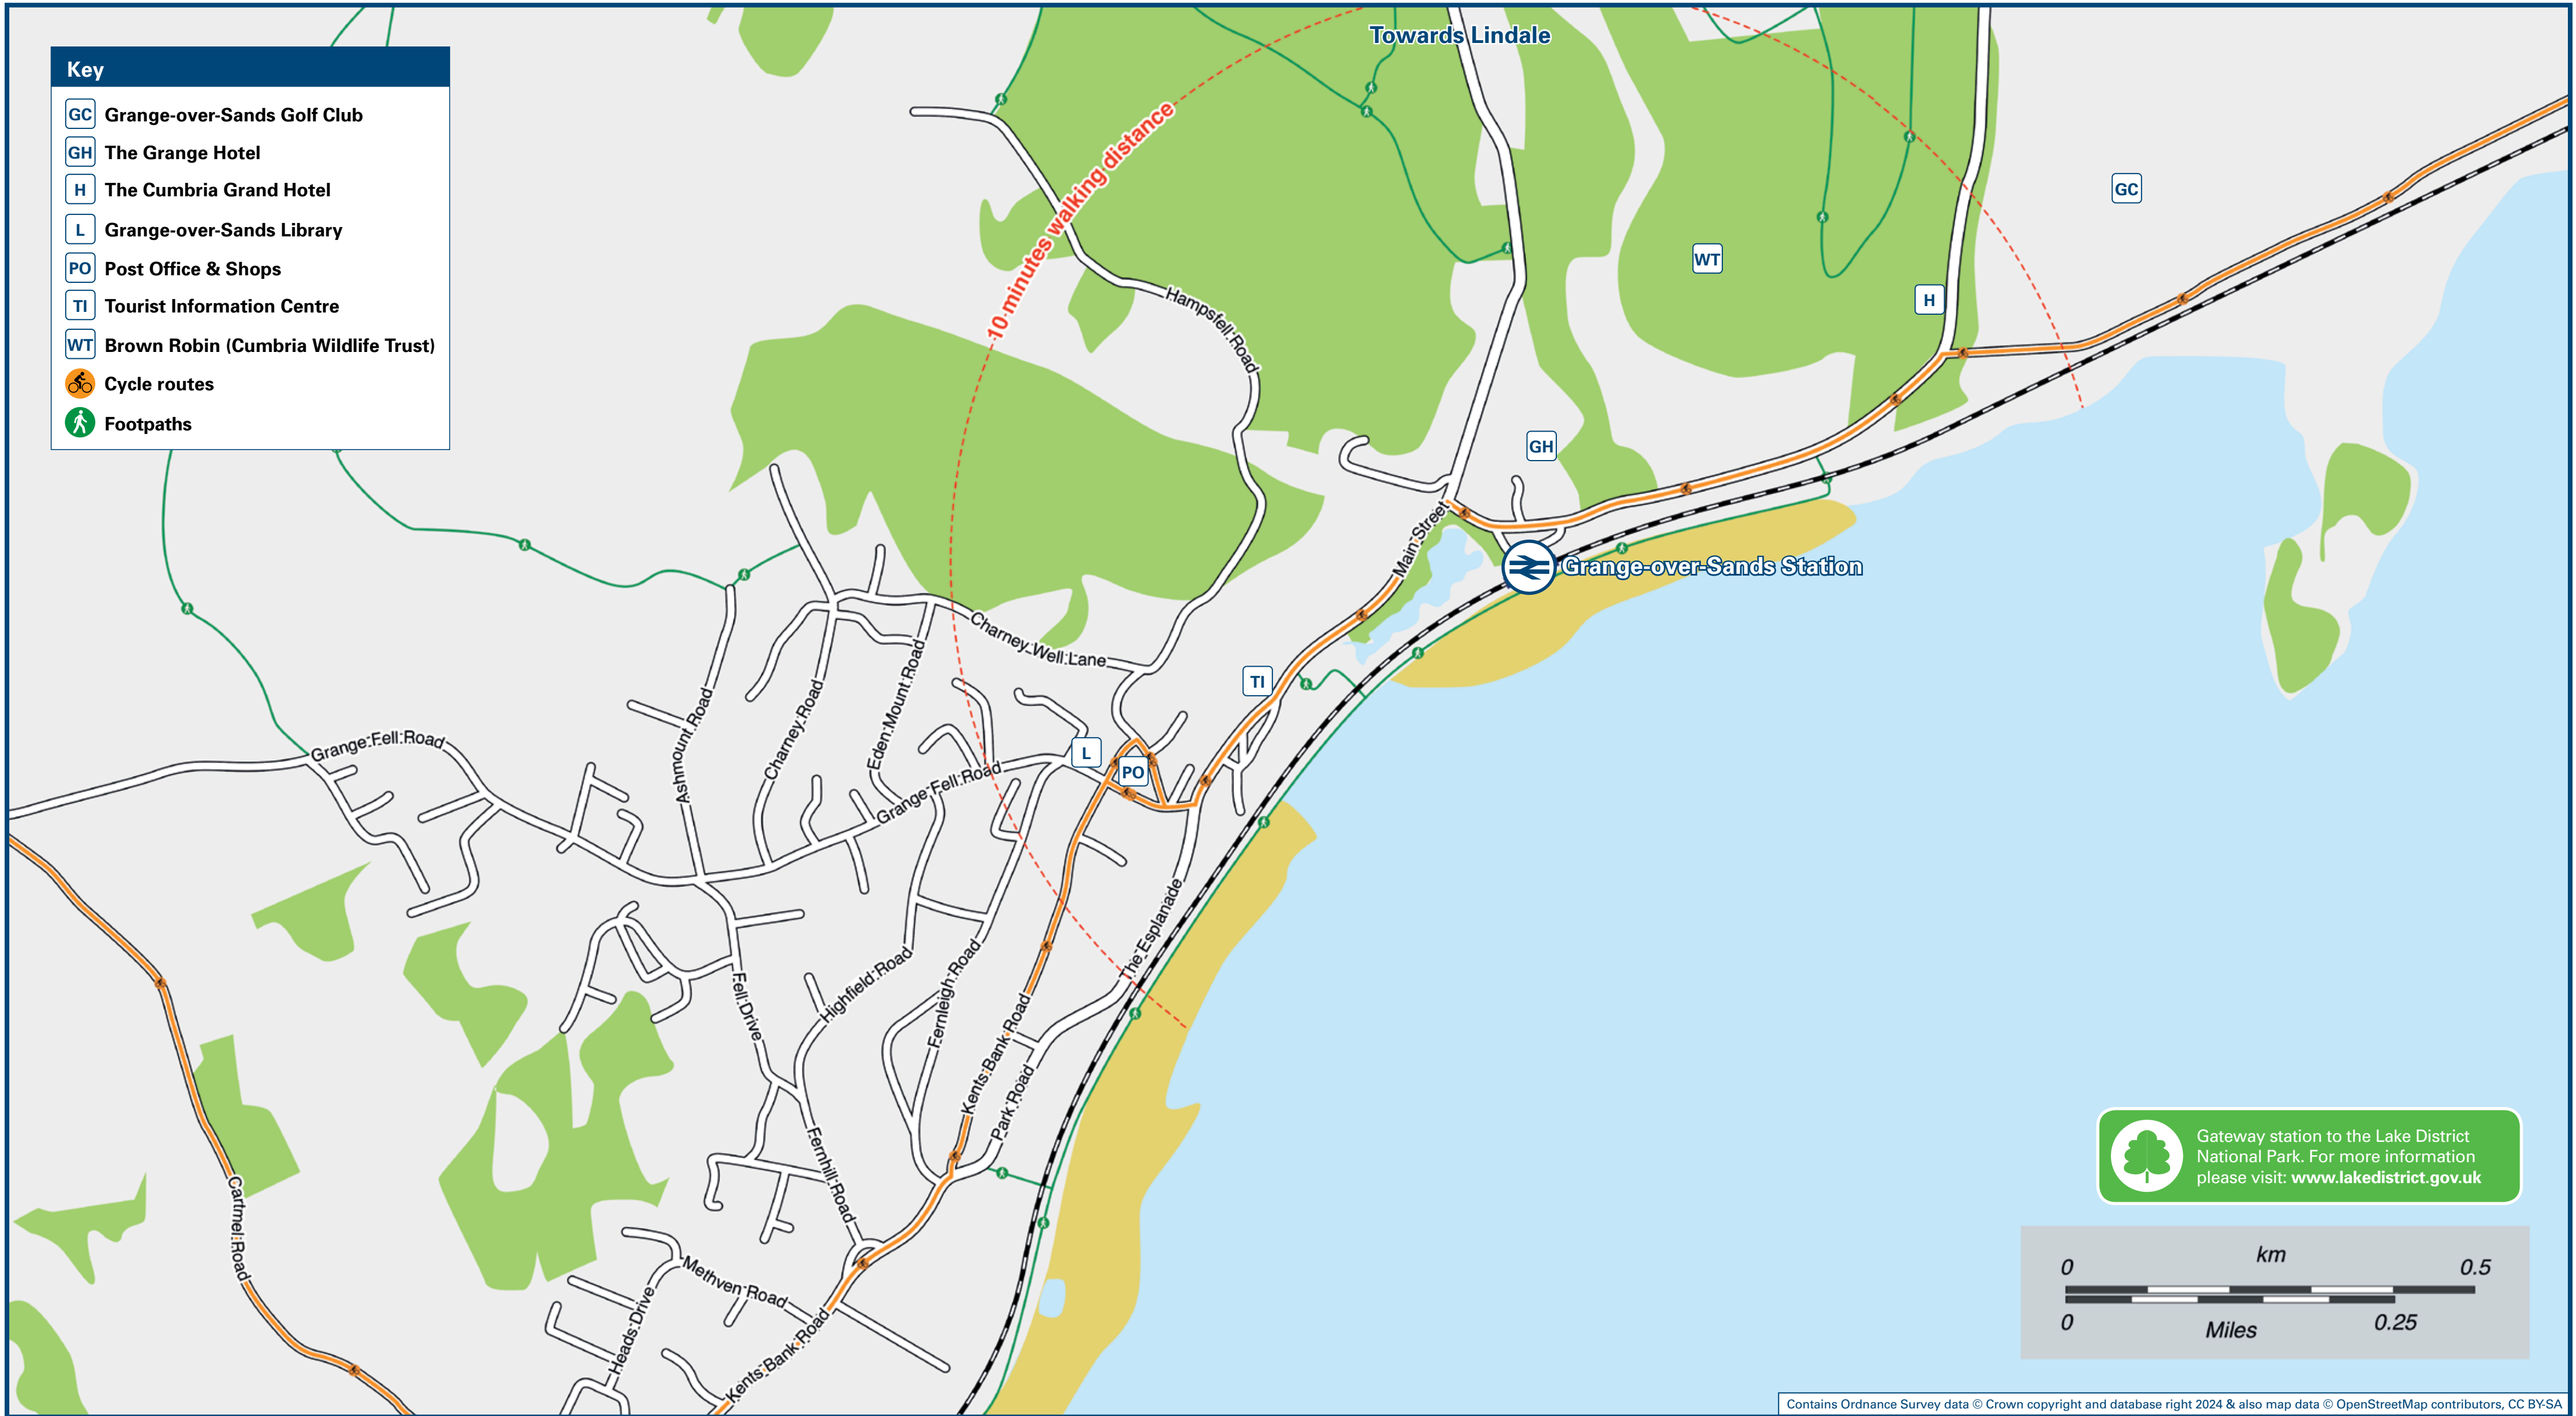 Towards Lindale
Key
GC Grange-over-Sands Golf Club
GH The Grange Hotel
H The Cumbria Grand Hotel
L Grange-over-Sands Library
PO Post Office & Shops
TI Tourist Information Centre
WT Brown Robin (Cumbria Wildlife Trust)
Cycle routes
Footpaths
10 minutes walking distance
GC
WT
H
Hampsfell Road
GH
Main Street
Grange-over-Sands Station
Charney Well Lane
TI
Ashmount Road
Charney Road
Eden Mount Road
Grange Fell Road
L
PO
Grange Fell Road
The Esplanade
Highfield Road
Fernleigh Road
Fell Drive
Kents Bank Road
Park Road
Fernhill Road
Cartmel Road
Methven Road
Heads Drive
Kents Bank Road
Gateway station to the Lake District
National Park. For more information
please visit: www.lakedistrict.gov.uk
km
0 0.5
0 0.25
Miles
Contains Ordnance Survey data © Crown copyright and database right 2024 & also map data © OpenStreetMap contributors, CC BY-SA